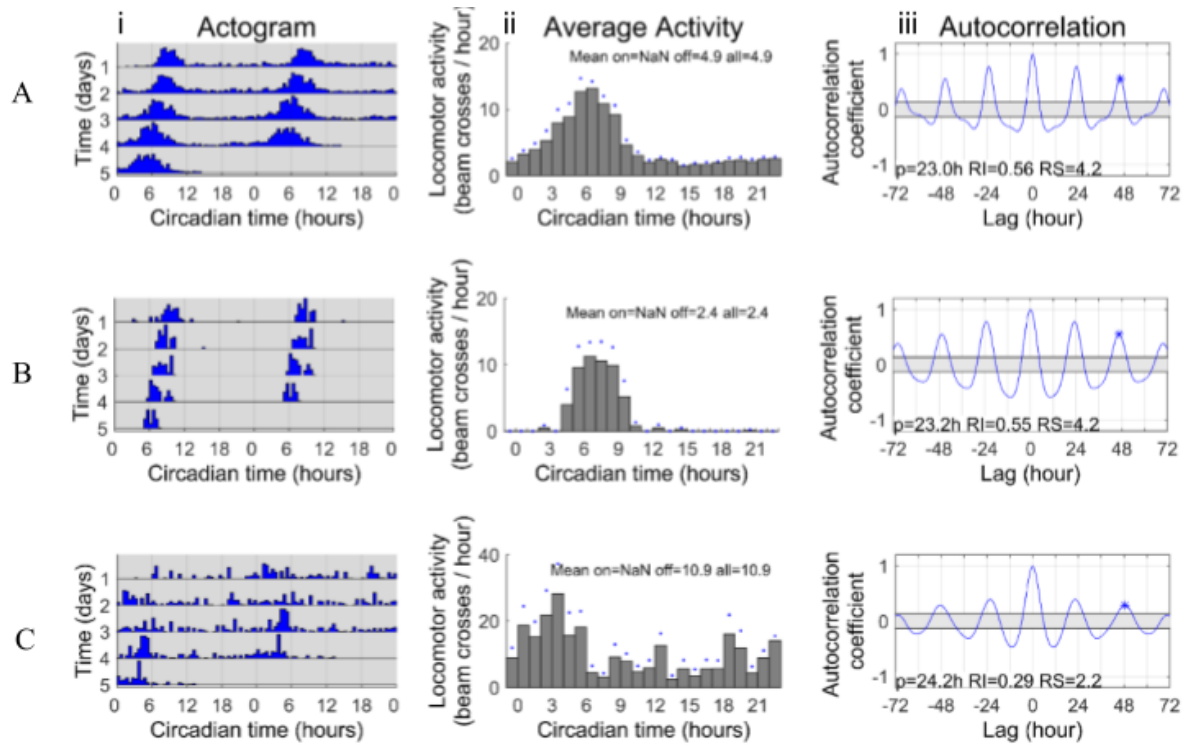 i ii iii
Actogram Average Activity Autocorrelation
A
Time (days)
1
2
3
4
5
0 6 12 18 0 6 12 18 0
Circadian time (hours)
Locomotor activity
(beam crosses / hour)
20
10
0
Mean on=NaN off=4.9 all=4.9
0 3 6 9 12 15 18 21
Circadian time (hours)
Autocorrelation
coefficient
1
0
-1
p=23.0h RI=0.56 RS=4.2
-72 -48 -24 0 24 48 72
Lag (hour)
B
Time (days)
1
2
3
4
5
6 12 18 0 6 12 18 0
Circadian time (hours)
Locomotor activity
(beam crosses / hour)
20
10
0
Mean on=NaN off=2.4 all=2.4
0 3 6 9 12 15 18 21
Circadian time (hours)
Autocorrelation
coefficient
1
0
-1
p=23.2h RI=0.55 RS=4.2
-72 -48 -24 0 24 48 72
Lag (hour)
C
Time (days)
1
2
3
4
5
0 6 12 18 0 6 12 18 0
Circadian time (hours)
Locomotor activity
(beam crosses / hour)
40
20
0
Mean on=NaN off=10.9 all=10.9
0 3 6 9 12 15 18 21
Circadian time (hours)
Autocorrelation
coefficient
1
0
-1
p=24.2h RI=0.29 RS=2.2
-72 -48 -24 0 24 48 72
Lag (hour)